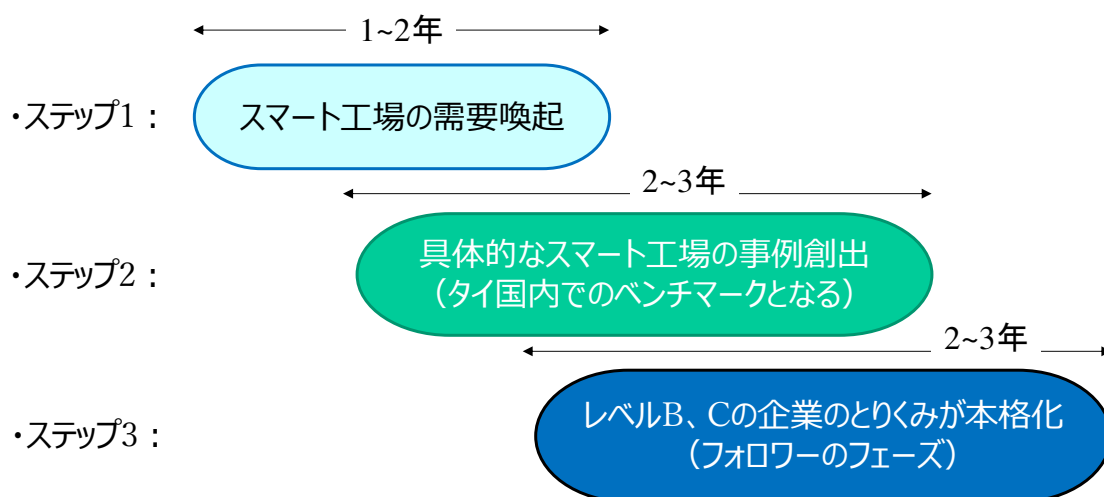 1~2年
・ステップ1：
スマート工場の需要喚起
2~3年
・ステップ2：
具体的なスマート工場の事例創出
（タイ国内でのベンチマークとなる）
2~3年
・ステップ3：
レベルB、Cの企業のとりくみが本格化
（フォロワーのフェーズ）